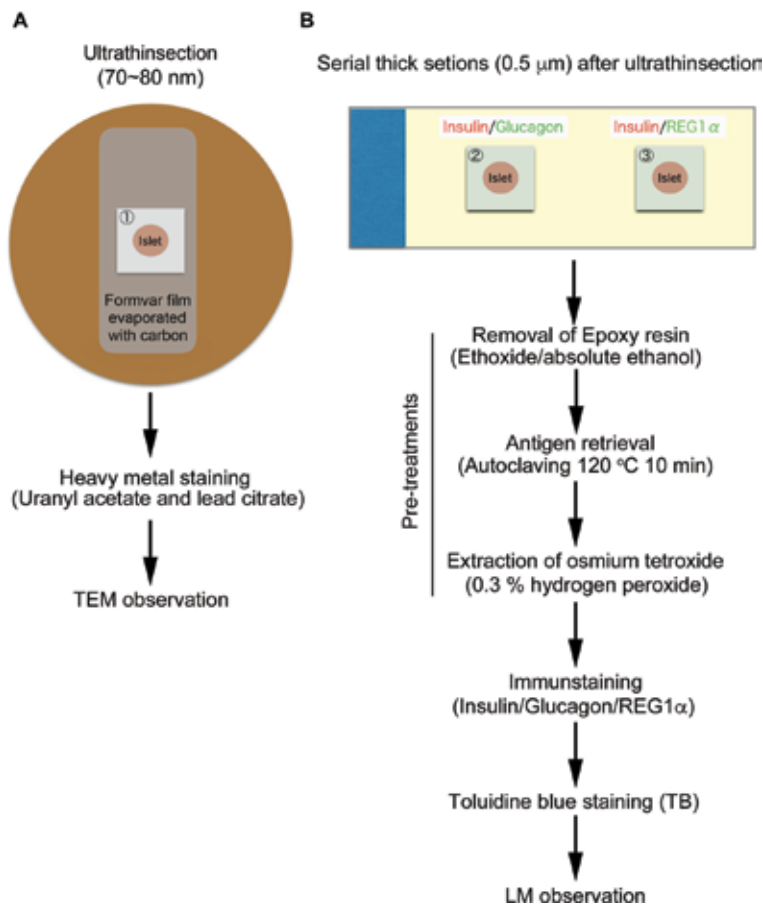 A
Ultrathinsection
(70~80 nm)
①
Islet
Formvar film
evaporated
with carbon
Heavy metal staining
(Uranyl acetate and lead citrate)
TEM observation
B
Serial thick setions (0.5 μm) after ultrathinsection
Insulin/Glucagon
Insulin/REG1α
②
Islet
③
Islet
Pre-treatments
Removal of Epoxy resin
(Ethoxide/absolute ethanol)
Antigen retrieval
(Autoclaving 120 °C 10 min)
Extraction of osmium tetroxide
(0.3 % hydrogen peroxide)
Immunstaining
(Insulin/Glucagon/REG1α)
Toluidine blue staining (TB)
LM observation